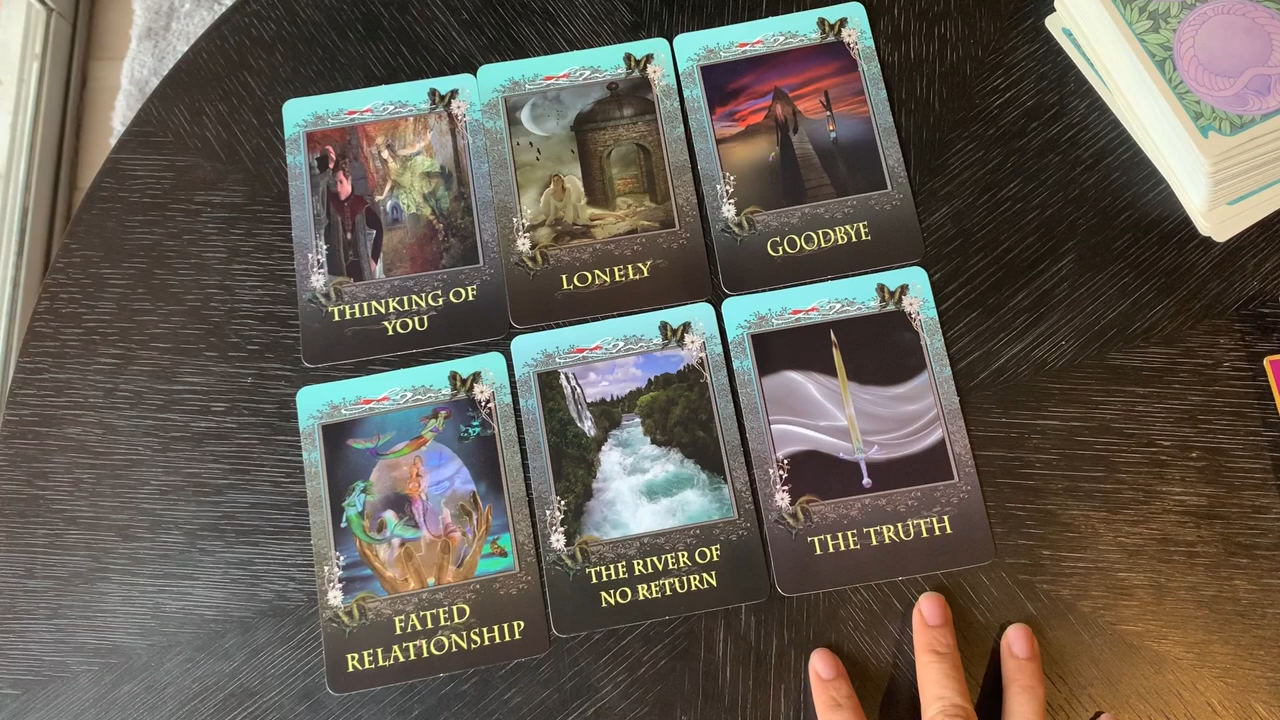 THINKING OF
YOU
LONELY
GOODBYE
FATED
RELATIONSHIP
THE RIVER OF
NO RETURN
THE TRUTH